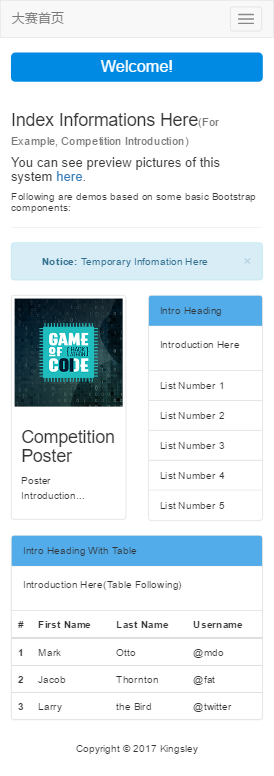 大赛首页
Welcome!
Index Informations Here(For
Example, Competition Introduction)
You can see preview pictures of this
system here.
Following are demos based on some basic Bootstrap
components:
Notice: Temporary Infomation Here ×
GAME
OF [HACK
CODE ATHON]
Competition
Poster
Poster
Introduction...
Intro Heading
Introduction Here
List Number 1
List Number 2
List Number 3
List Number 4
List Number 5
Intro Heading With Table
Introduction Here(Table Following)
# First Name Last Name Username
1 Mark Otto @mdo
2 Jacob Thornton @fat
3 Larry the Bird @twitter
Copyright © 2017 Kingsley